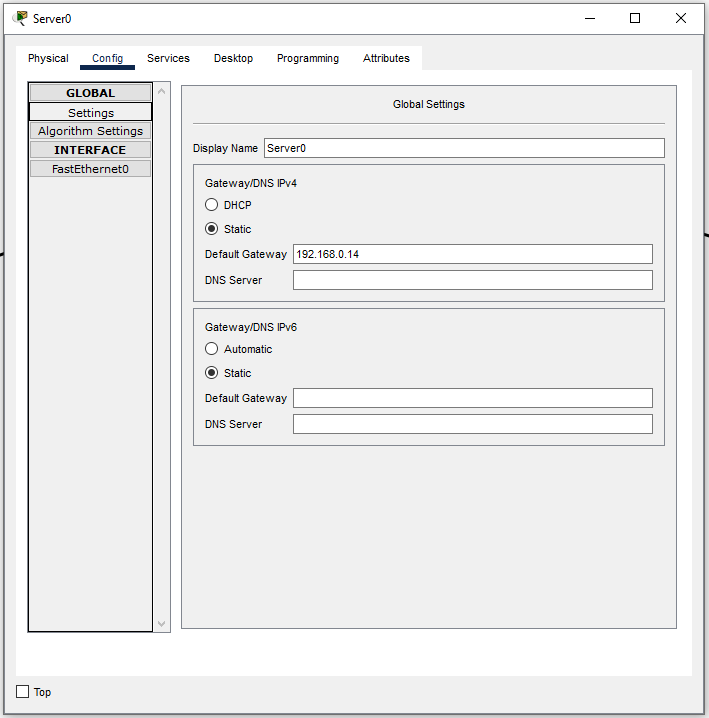 Server0
Physical Config Services Desktop Programming Attributes
GLOBAL
Settings
Algorithm Settings
INTERFACE
FastEthernet0
Global Settings
Display Name Server0
Gateway/DNS IPv4
DHCP
Static
Default Gateway 192.168.0.14
DNS Server
Gateway/DNS IPv6
Automatic
Static
Default Gateway
DNS Server
Top